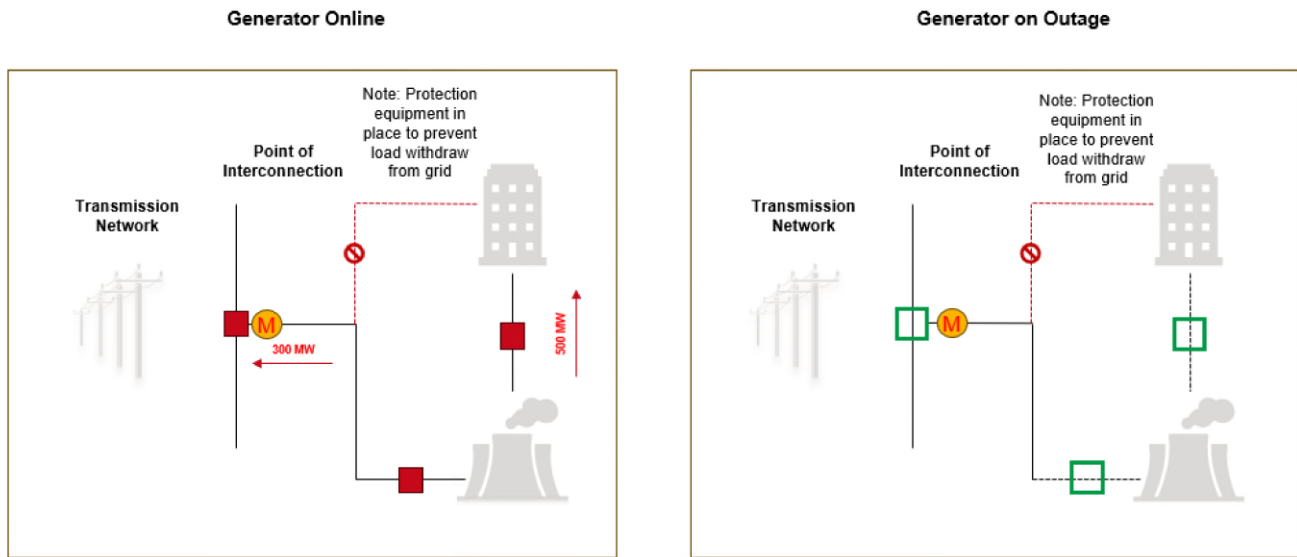 Generator Online
Note: Protection
equipment in
place to prevent
load withdraw
from grid
Point of
Interconnection
Transmission
Network
M
300 MW
500 MW
Generator on Outage
Note: Protection
equipment in
place to prevent
load withdraw
from grid
Point of
Interconnection
Transmission
Network
M